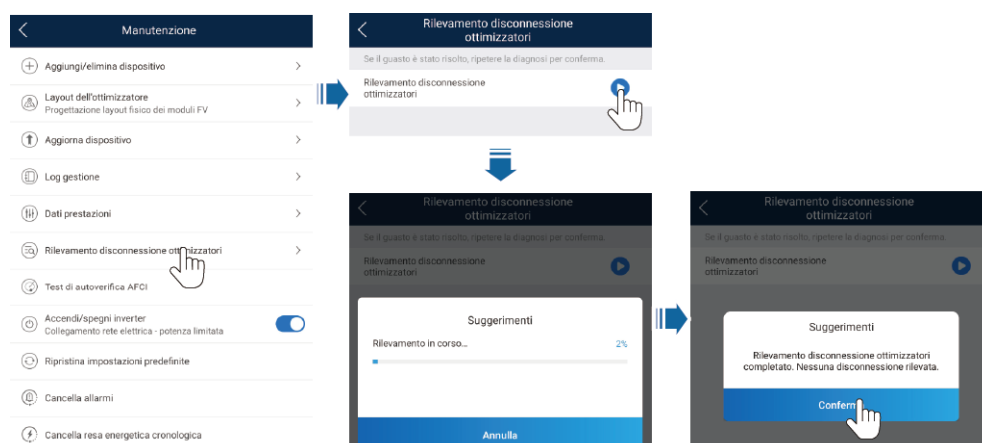 Manutenzione
Aggiungi/elimina dispositivo
Layout dell'ottimizzatore
Progettazione layout fisico dei moduli FV
Aggiorna dispositivo
Log gestione
Dati prestazioni
Rilevamento disconnessione ottimizzatori
Test di autoverifica AFCI
Accendi/spegni inverter
Collegamento rete elettrica - potenza limitata
Ripristina impostazioni predefinite
Cancella allarmi
Cancella resa energetica cronologica
Rilevamento disconnessione
ottimizzatori
Se il guasto è stato risolto, ripetere la diagnosi per conferma.
Rilevamento disconnessione
ottimizzatori
Rilevamento disconnessione
ottimizzatori
Se il guasto è stato risolto, ripetere la diagnosi per conferma.
Rilevamento disconnessione
ottimizzatori
Suggerimenti
Rilevamento in corso... 2%
Annulla
Rilevamento disconnessione
ottimizzatori
Se il guasto è stato risolto, ripetere la diagnosi per conferma.
Rilevamento disconnessione
ottimizzatori
Suggerimenti
Rilevamento disconnessione ottimizzatori
completato. Nessuna disconnessione rilevata.
Conferma